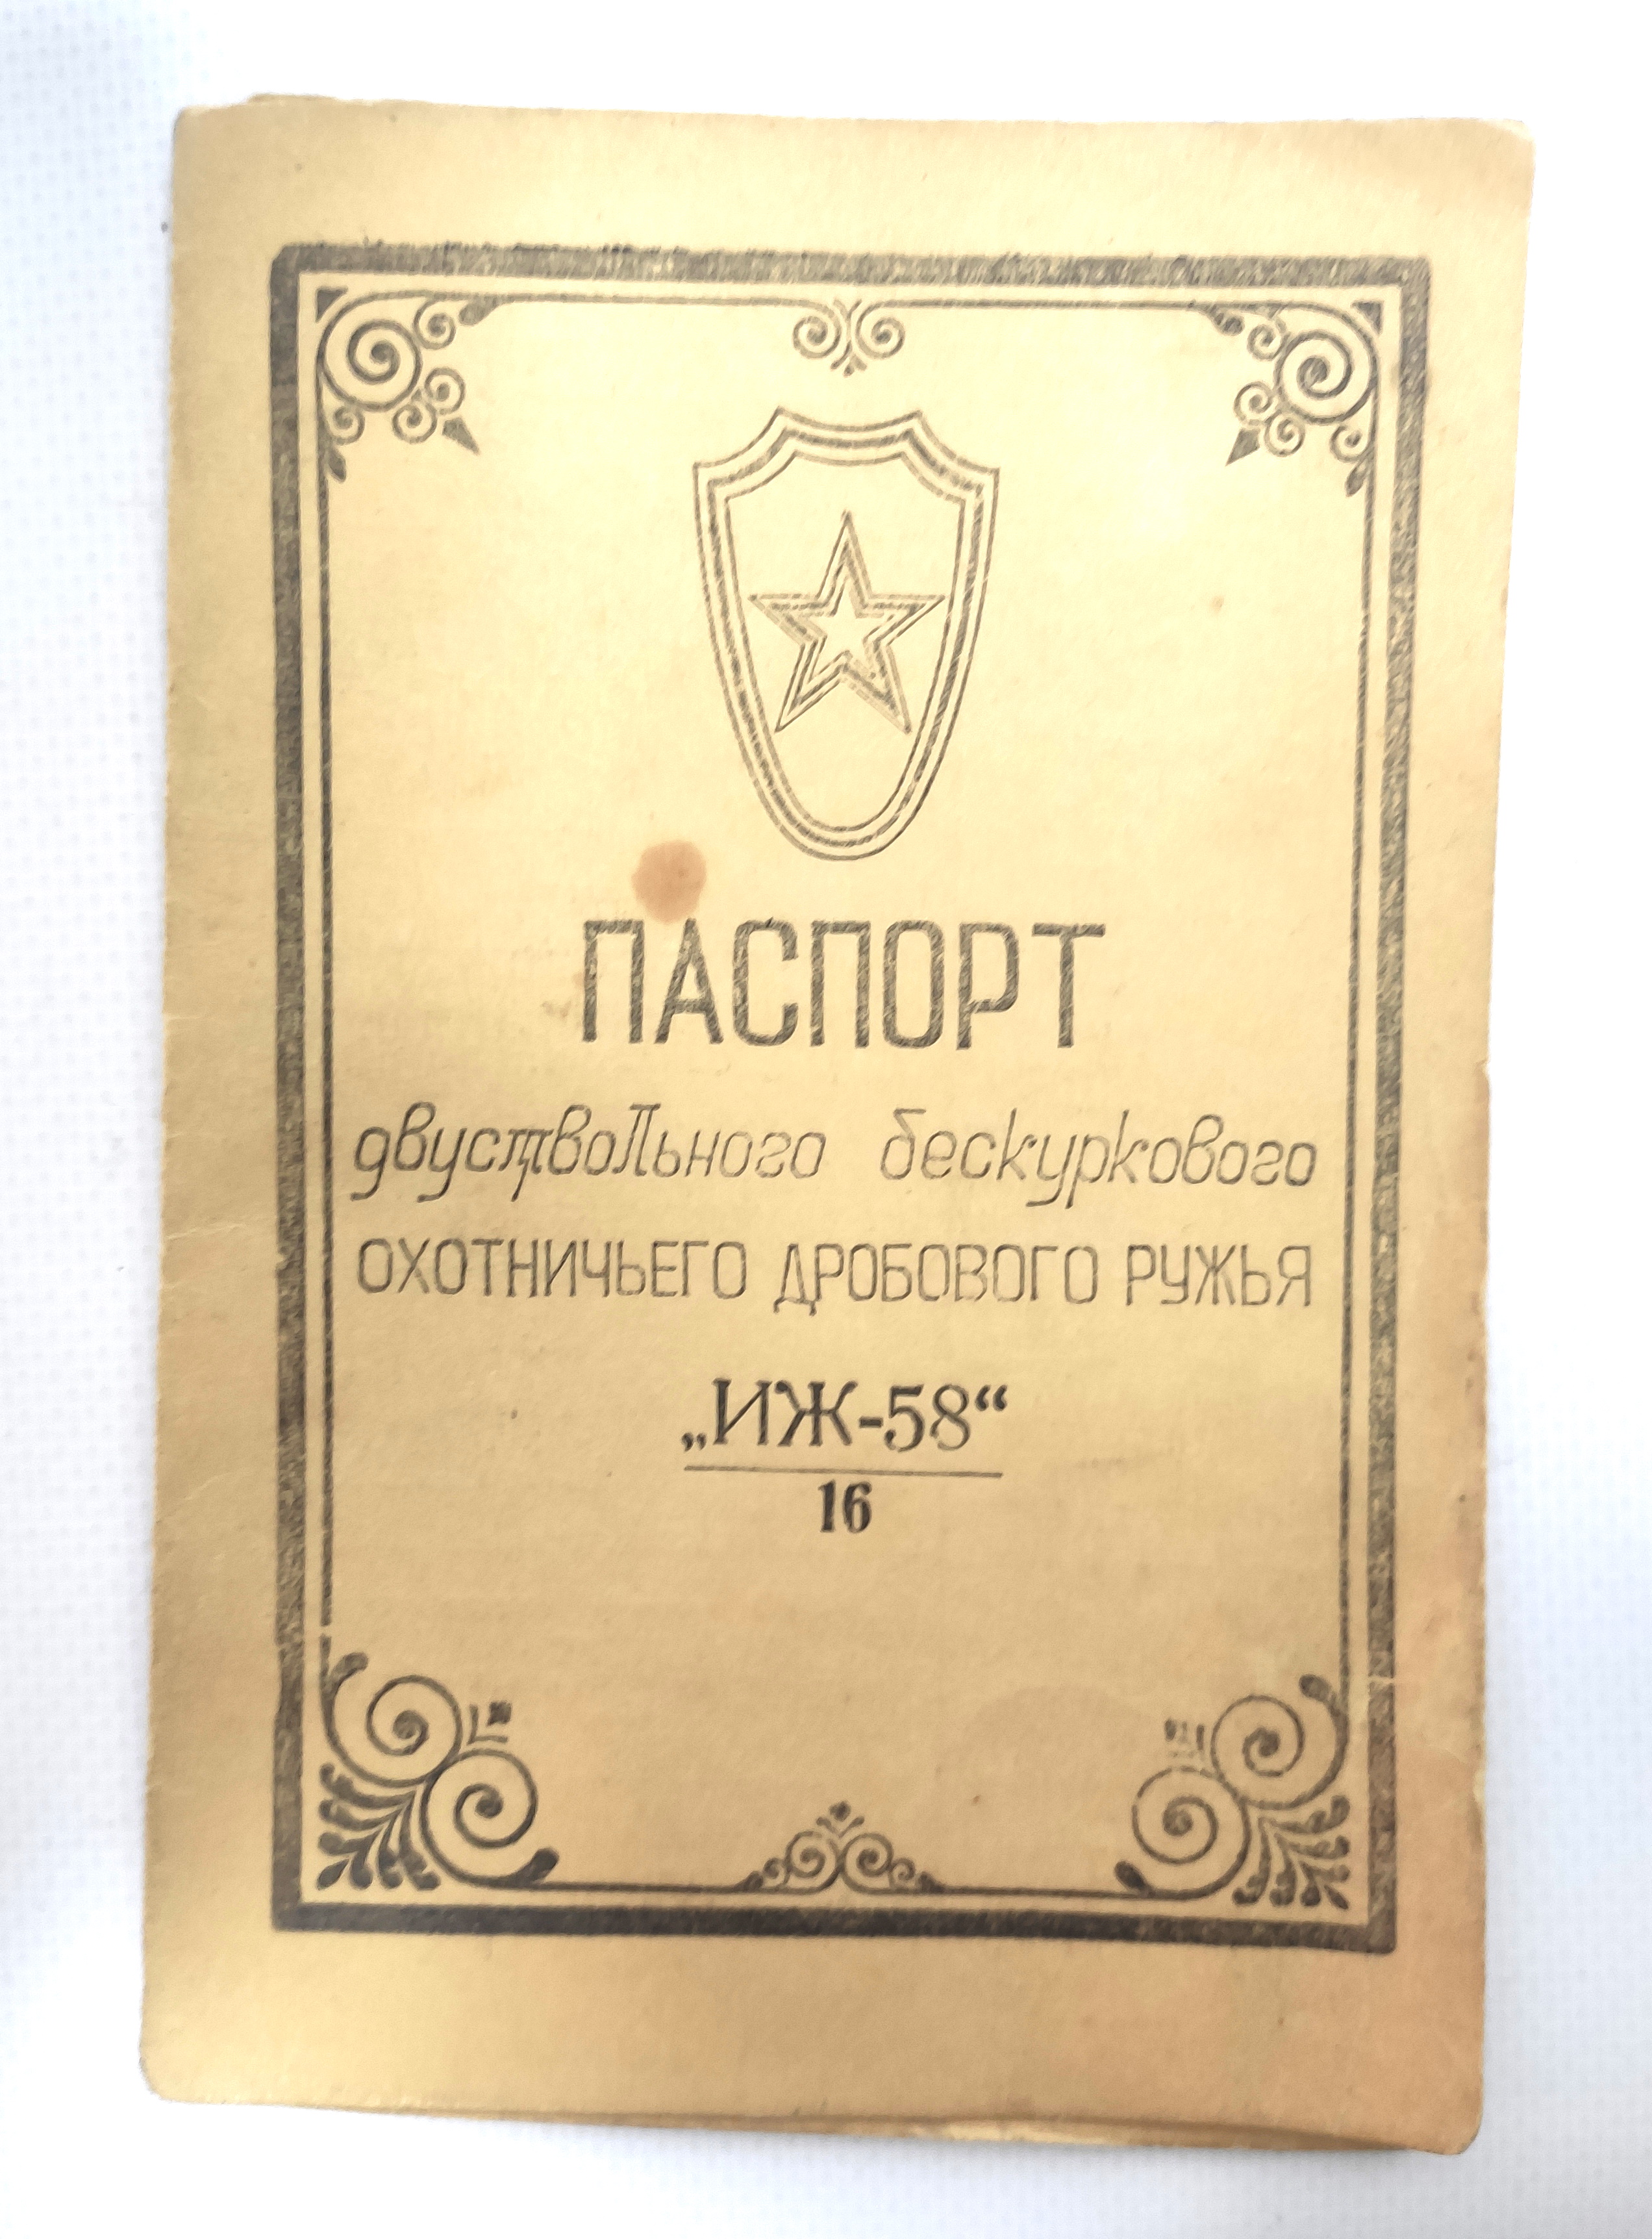 ПАСПОРТ
двуствольного бескуркового
ОХОТНИЧЬЕГО ДРОБОВОГО РУЖЬЯ
„ИЖ-58“
16